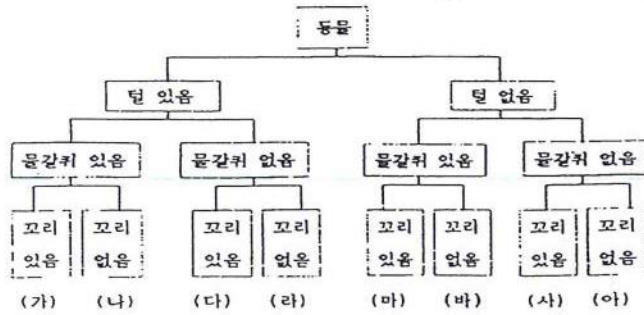 동물
털 있음 털 없음
물갈퀴 있음 물갈퀴 없음 물갈퀴 있음 물갈퀴 없음
꼬리 꼬리 꼬리 꼬리 꼬리 꼬리 꼬리 꼬리
있음 없음 있음 없음 있음 없음 있음 없음
(가) (나) (다) (라) (마) (바) (사) (아)